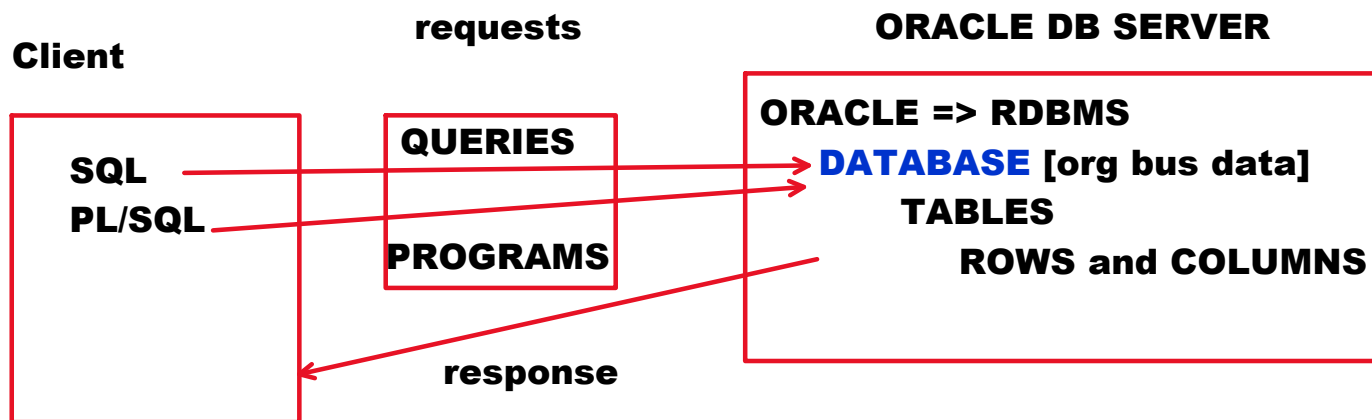 requests
ORACLE DB SERVER
Client
SQL
PL/SQL
QUERIES
PROGRAMS
ORACLE => RDBMS
DATABASE [org bus data]
TABLES
ROWS and COLUMNS
response